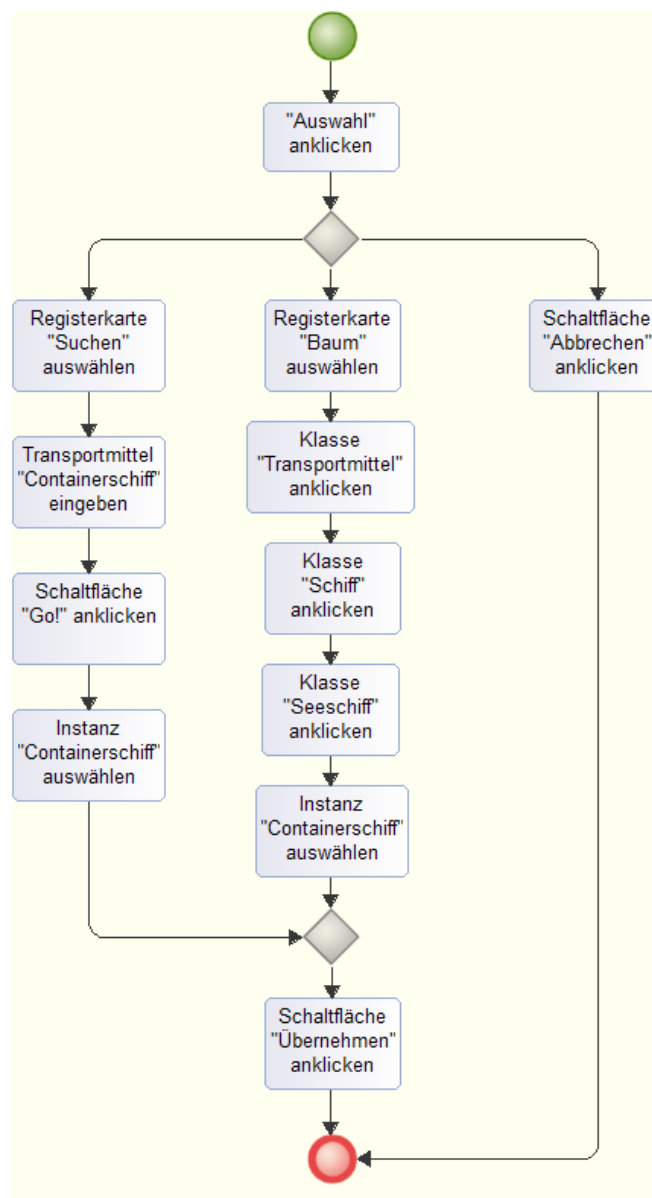 "Auswahl"
anklicken
Registerkarte
"Suchen"
auswählen
Registerkarte
"Baum"
auswählen
Schaltfläche
"Abbrechen"
anklicken
Transportmittel
"Containerschiff"
eingeben
Klasse
"Transportmittel"
anklicken
Schaltfläche
"Go!" anklicken
Klasse
"Schiff"
anklicken
Klasse
"Seeschiff"
anklicken
Instanz
"Containerschiff"
auswählen
Instanz
"Containerschiff"
auswählen
Schaltfläche
"Übernehmen"
anklicken